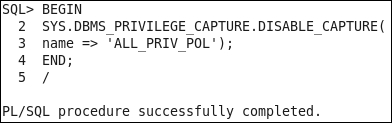 SQL> BEGIN
2 SYS.DBMS_PRIVILEGE_CAPTURE.DISABLE_CAPTURE(
3 name => 'ALL_PRIV_POL');
4 END;
5 /
PL/SQL procedure successfully completed.